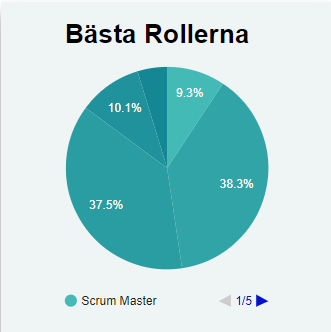 Bästa Rollerna
9.3%
10.1%
38.3%
37.5%
Scrum Master
1/5